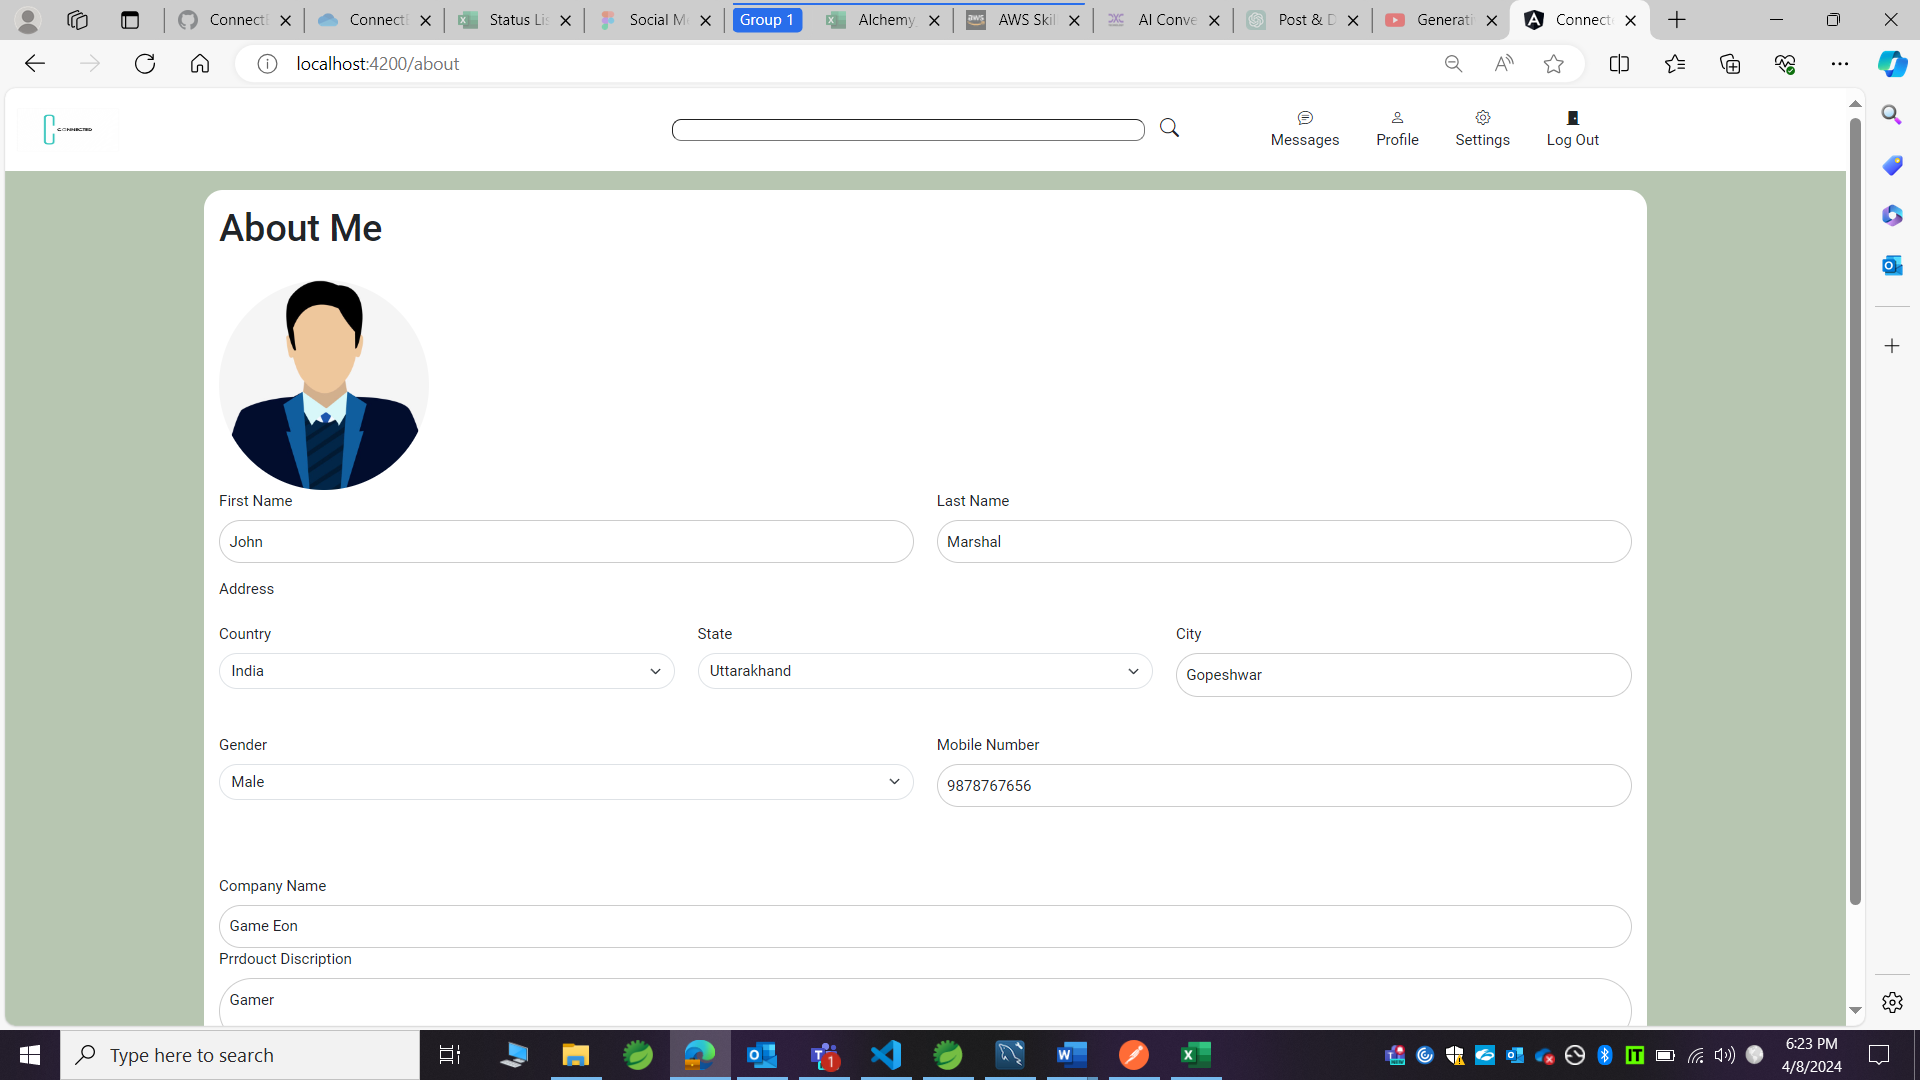 Connect
Connect
Status Lis
Social M
Group 1
Alchemy
AWS Skil
AI Conve
Post & D
Generati
Connect
localhost:4200/about
CONNECTED
Messages
Profile
Settings
Log Out
About Me
First Name
Last Name
John
Marshal
Address
Country
State
City
India
Uttarakhand
Gopeshwar
Gender
Mobile Number
Male
9878767656
Company Name
Game Eon
Prrdouct Discription
Gamer
Type here to search
1
6:23 PM
4/8/2024